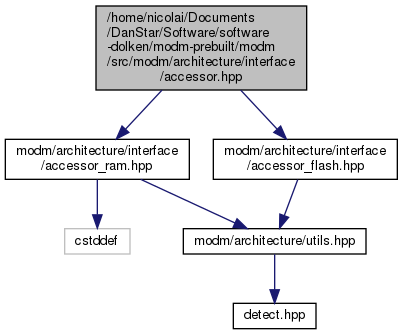 /home/nicolai/Documents
/DanStar/Software/software
-dolken/modm-prebuilt/modm
/src/modm/architecture/interface
/accessor.hpp
modm/architecture/interface
/accessor_ram.hpp
modm/architecture/interface
/accessor_flash.hpp
cstddef
modm/architecture/utils.hpp
detect.hpp